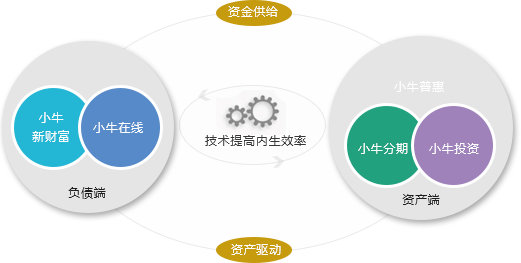 资金供给
小牛普惠
小牛
新财富
小牛在线
技术提高内生效率
小牛分期
小牛投资
负债端
资产端
资产驱动